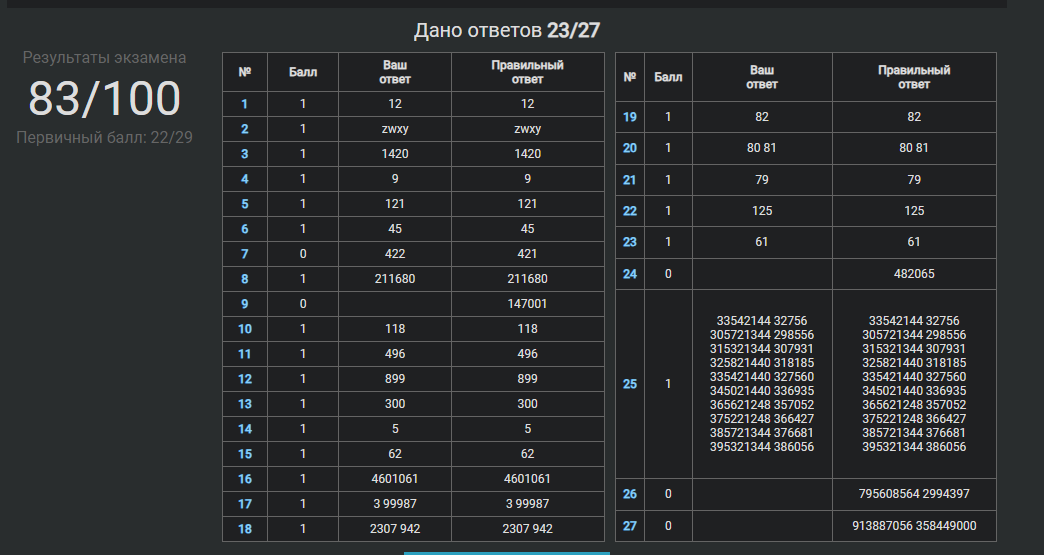 Дано ответов 23/27
Результаты экзамена
83/100
Первичный балл: 22/29
№ Балл Ваш ответ Правильный ответ
1 1 12 12
2 1 zwxy zwxy
3 1 1420 1420
4 1 9 9
5 1 121 121
6 1 45 45
7 0 422 421
8 1 211680 211680
9 0 147001
10 1 118 118
11 1 496 496
12 1 899 899
13 1 300 300
14 1 5 5
15 1 62 62
16 1 4601061 4601061
17 1 3 99987 3 99987
18 1 2307 942 2307 942
№ Балл Ваш ответ Правильный ответ
19 1 82 82
20 1 80 81 80 81
21 1 79 79
22 1 125 125
23 1 61 61
24 0 482065
25 1
33542144 32756 33542144 32756
305721344 298556 305721344 298556
315321344 307931 315321344 307931
325821440 318185 325821440 318185
335421440 327560 335421440 327560
345021440 336935 345021440 336935
365621248 357052 365621248 357052
375221248 366427 375221248 366427
385721344 376681 385721344 376681
395321344 386056 395321344 386056
26 0 795608564 2994397
27 0 913887056 358449000